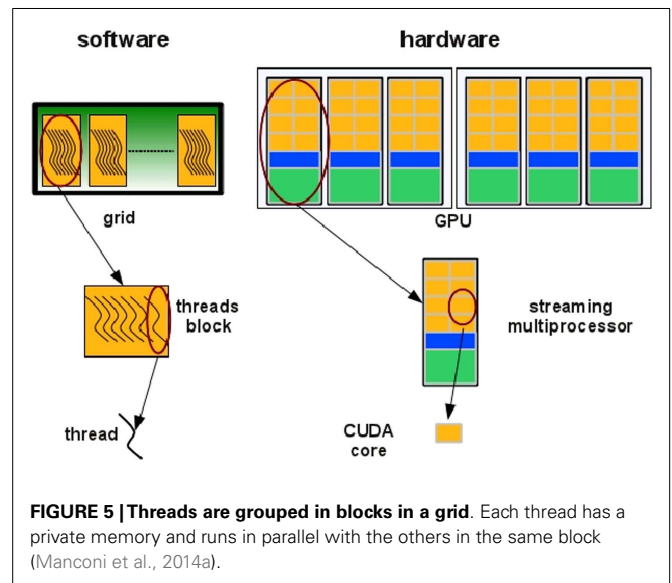 software
hardware
grid
GPU
threads
block
streaming
multiprocessor
thread
CUDA
core
FIGURE 5 | Threads are grouped in blocks in a grid. Each thread has a
private memory and runs in parallel with the others in the same block
(Manconi et al., 2014a).